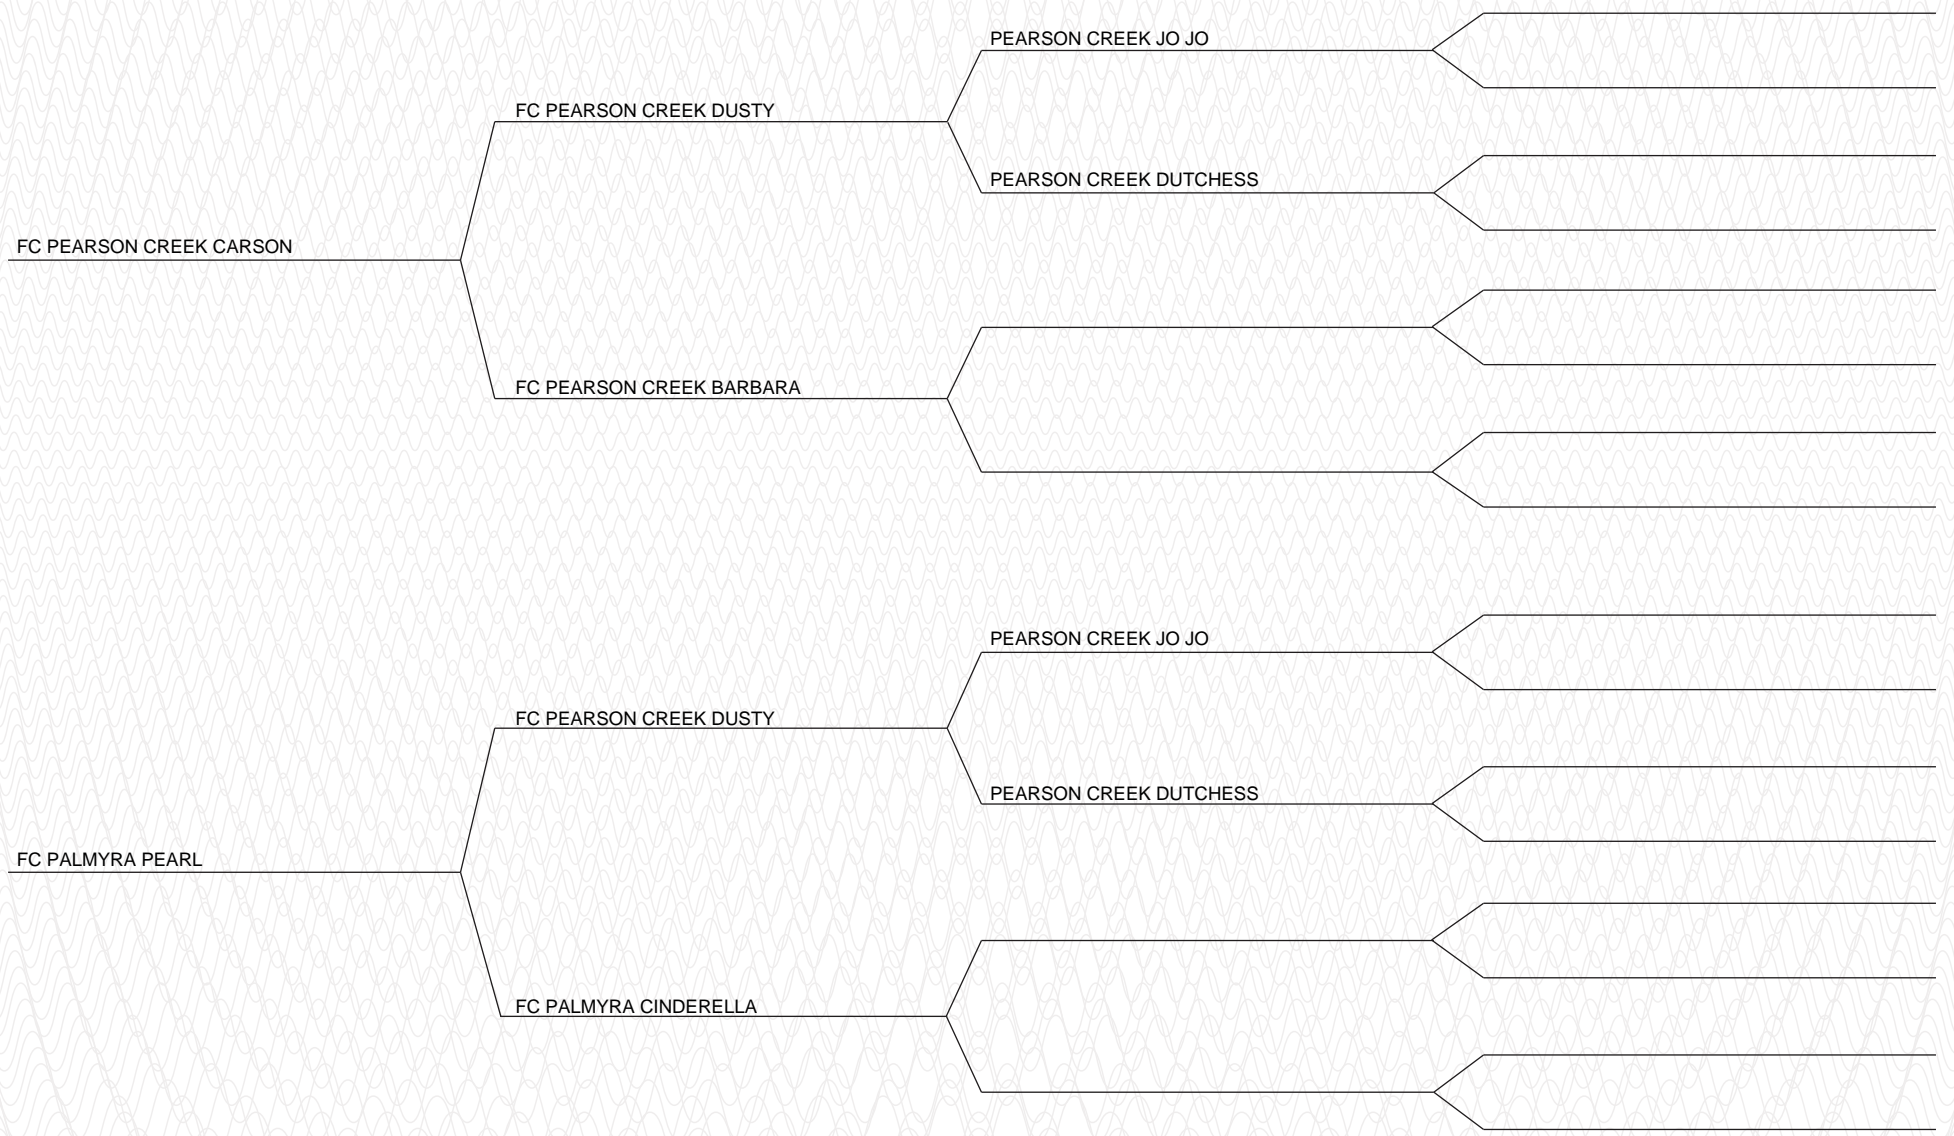 PEARSON CREEK JO JO
FC PEARSON CREEK DUSTY
PEARSON CREEK DUTCHESS
FC PEARSON CREEK CARSON
FC PEARSON CREEK BARBARA
PEARSON CREEK JO JO
FC PEARSON CREEK DUSTY
PEARSON CREEK DUTCHESS
FC PALMYRA PEARL
FC PALMYRA CINDERELLA